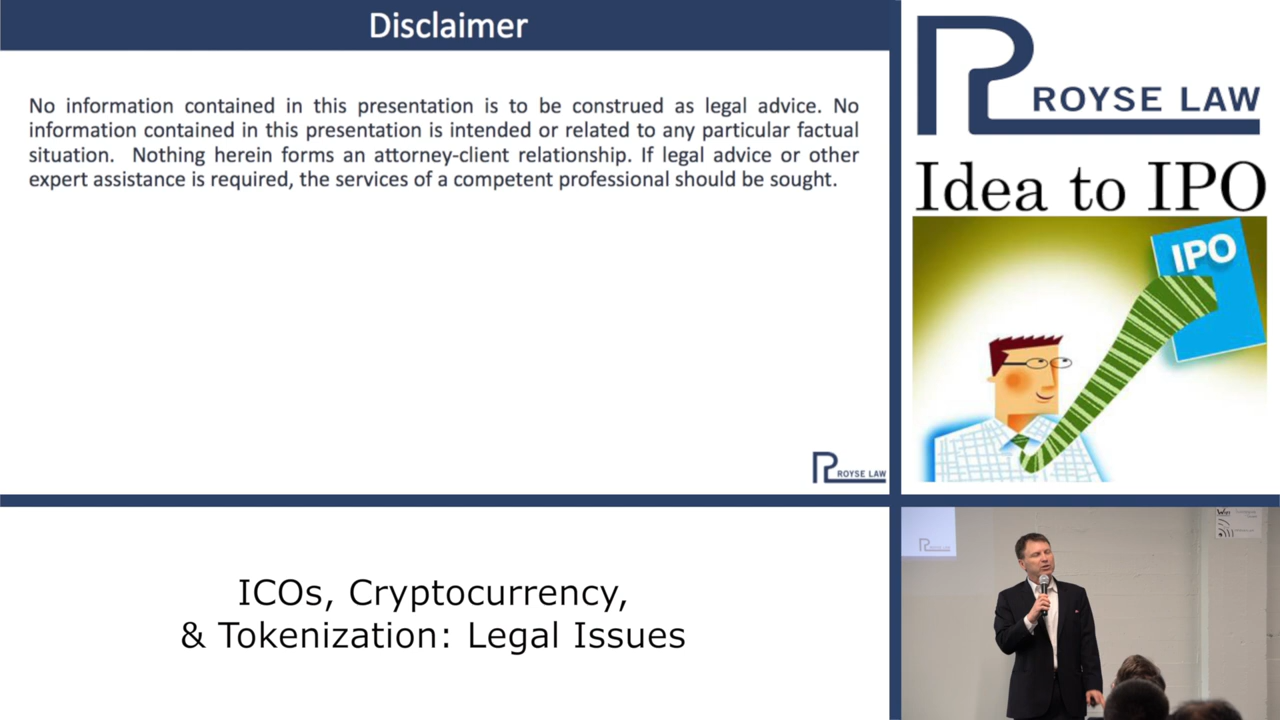 Disclaimer
No information contained in this presentation is to be construed as legal advice. No
information contained in this presentation is intended or related to any particular factual
situation. Nothing herein forms an attorney-client relationship. If legal advice or other
expert assistance is required, the services of a competent professional should be sought.
ROYSE LAW
ROYSE LAW
Idea to IPO
IPO
ICOs, Cryptocurrency,
& Tokenization: Legal Issues
ROYSE LAW